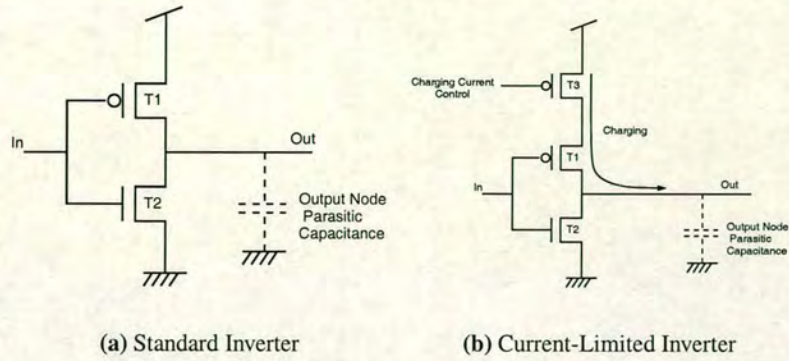 T1
In
Out
T2
Output Node
Parasitic
Capacitance
(a) Standard Inverter
Charging Current
Control
T3
Charging
T1
In
Out
T2
Output Node
Parasitic
Capacitance
(b) Current-Limited Inverter